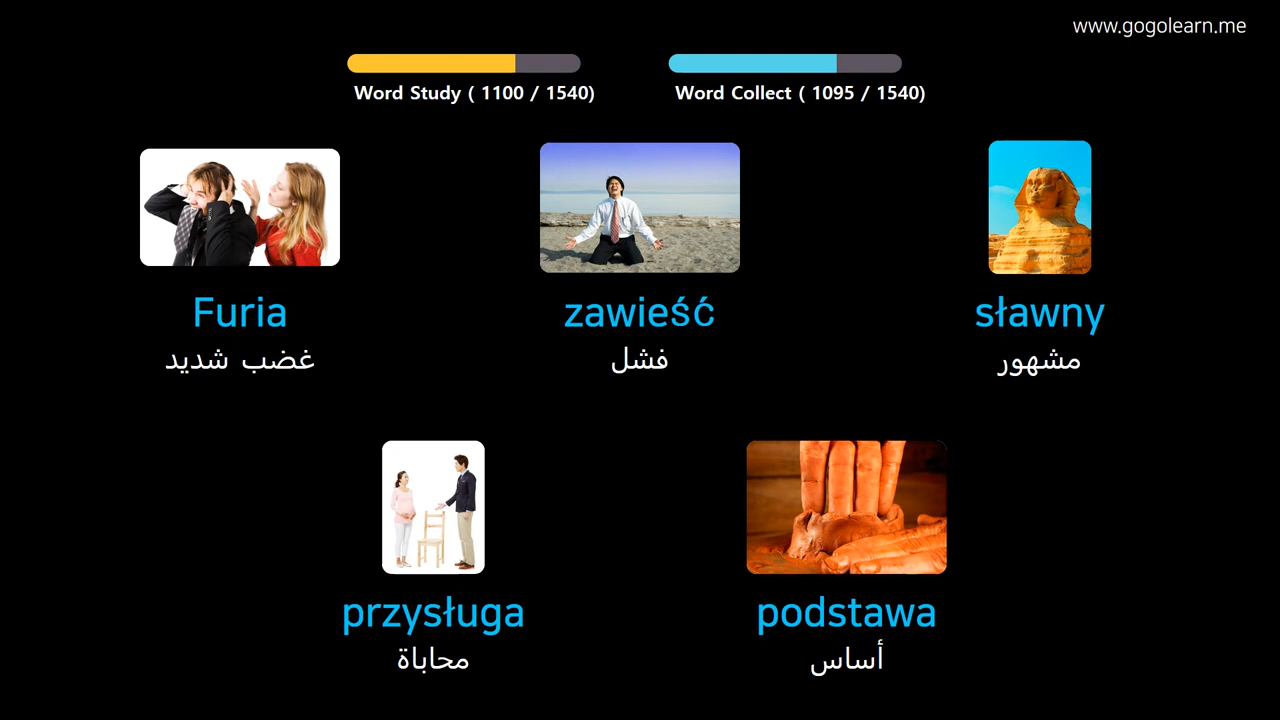 www.gogolearn.me
Word Study ( 1100 / 1540)
Word Collect ( 1095 / 1540)
Furia
غضب شديد
zawieść
فشل
sławny
مشهور
przysługa
محاباة
podstawa
أساس